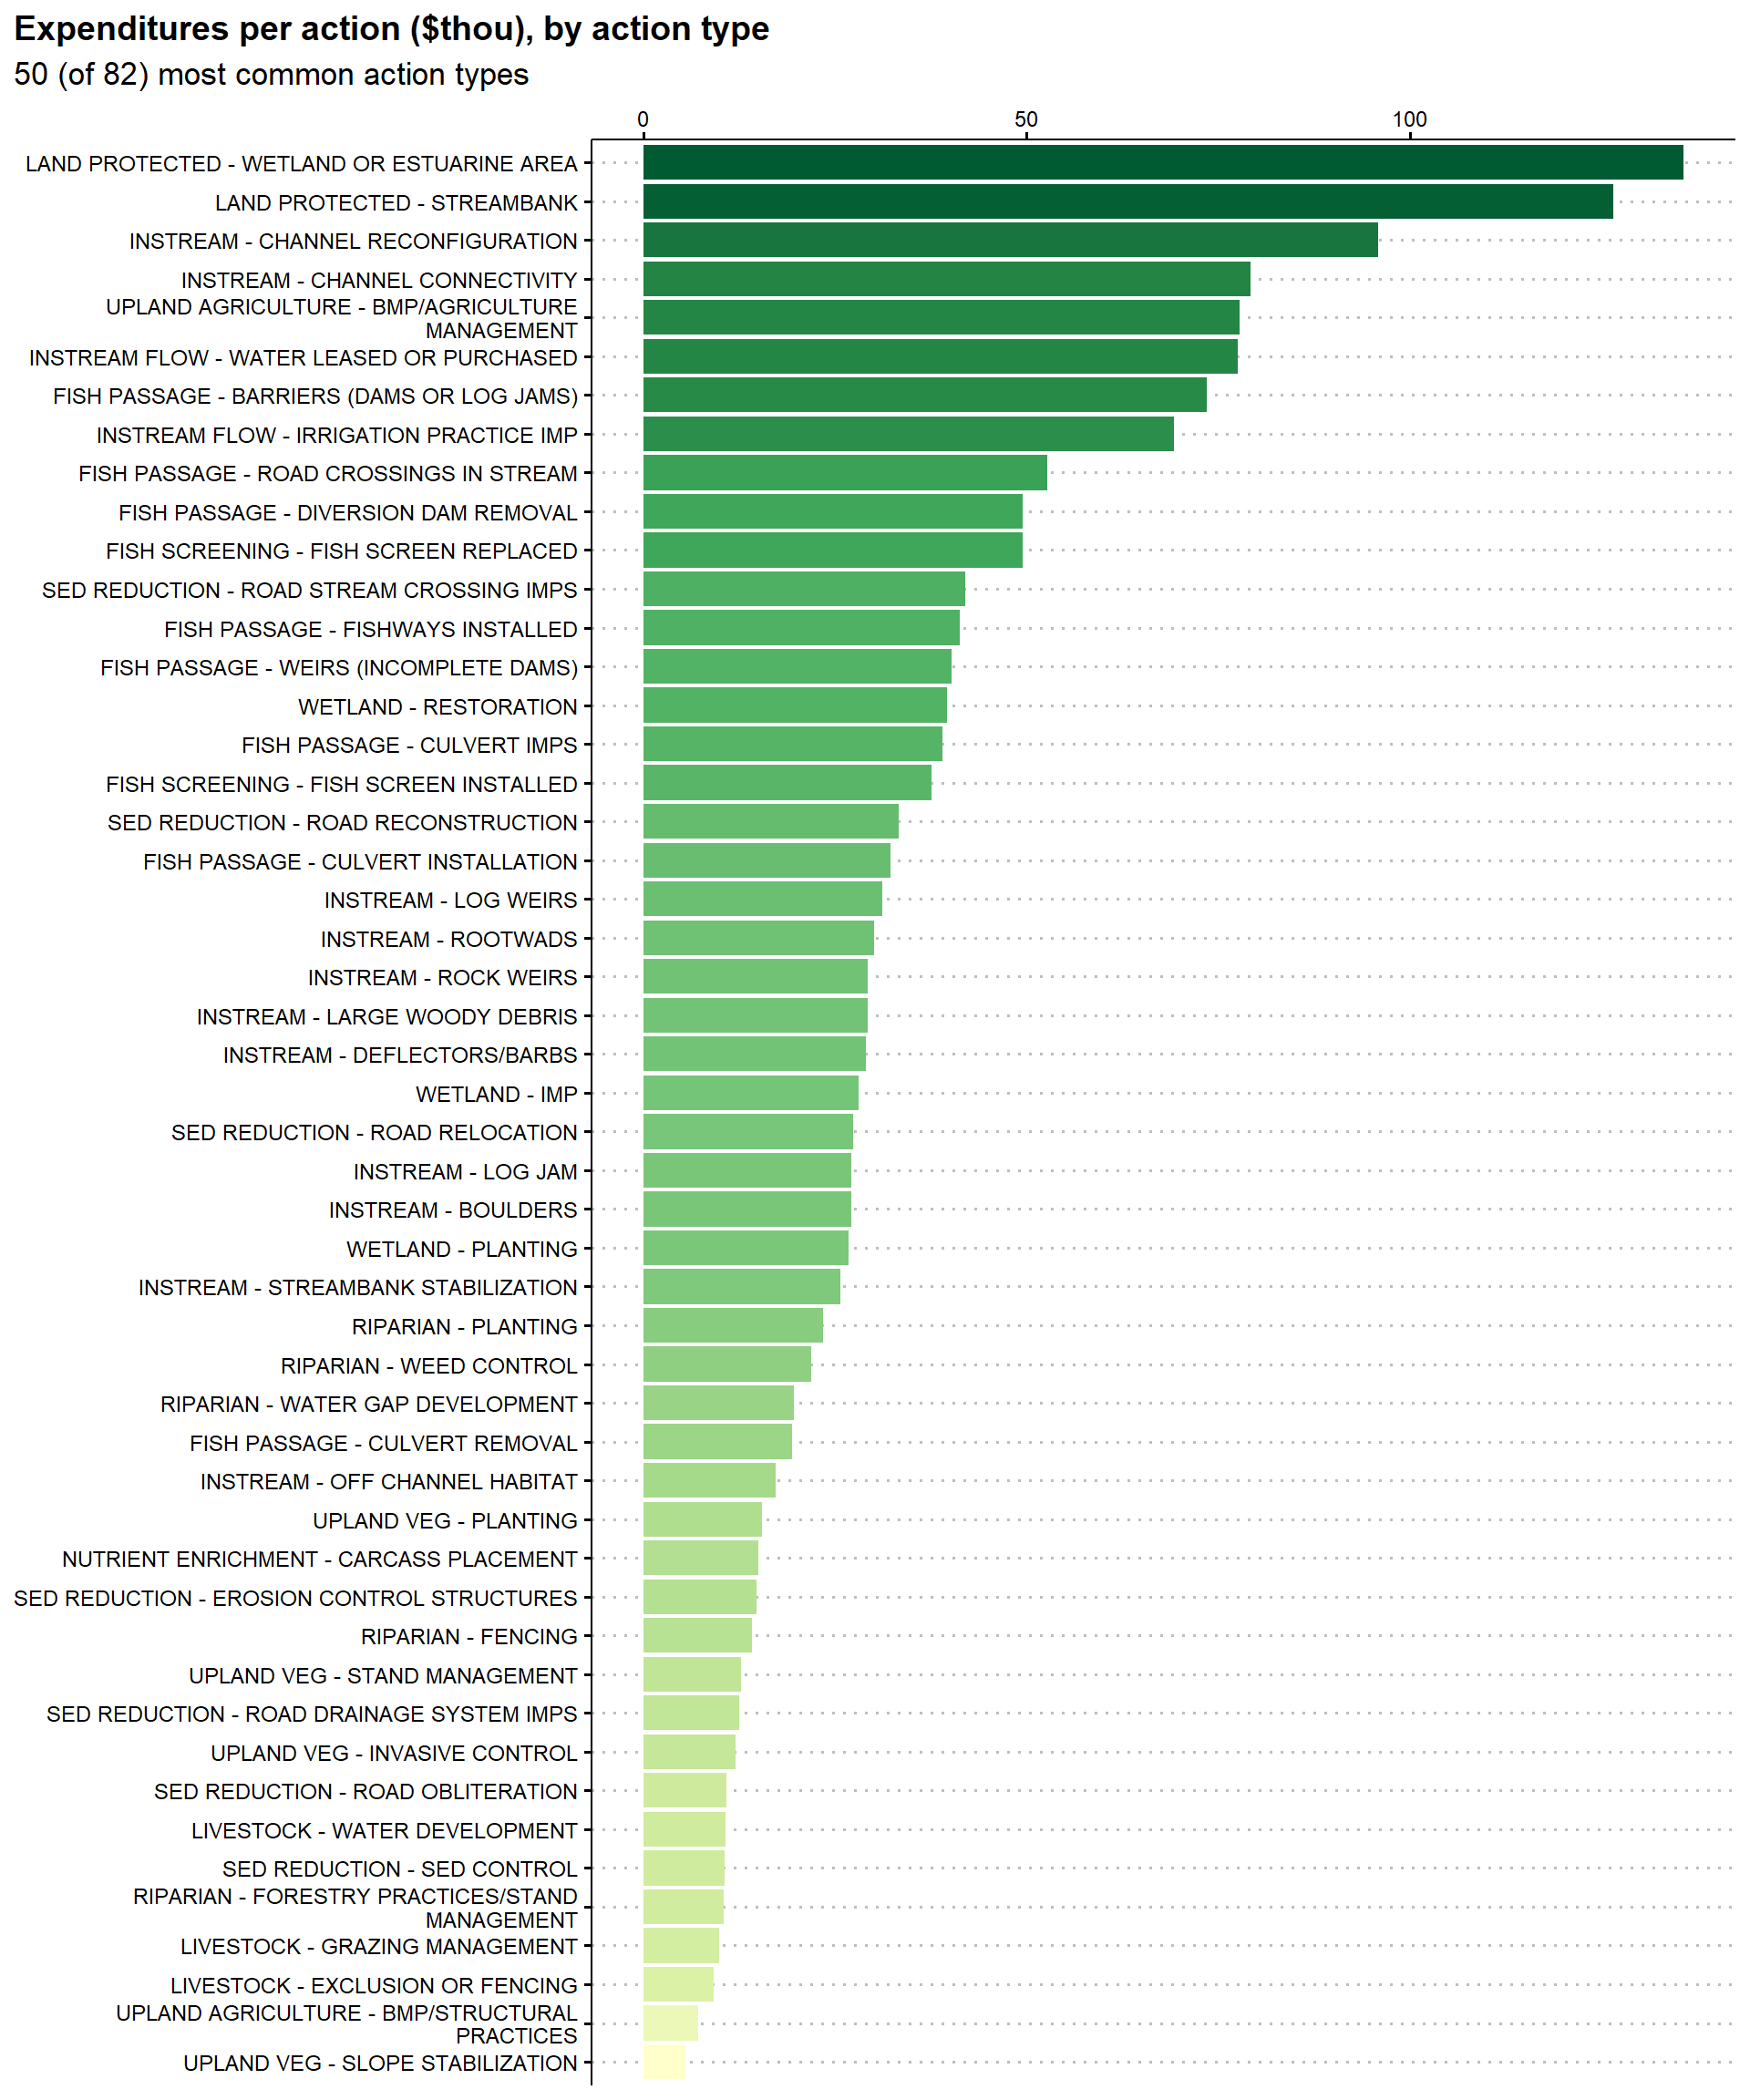 Expenditures per action ($thou), by action type
50 (of 82) most common action types
0 50 100
LAND PROTECTED - WETLAND OR ESTUARINE AREA
LAND PROTECTED - STREAMBANK
INSTREAM - CHANNEL RECONFIGURATION
INSTREAM - CHANNEL CONNECTIVITY
UPLAND AGRICULTURE - BMP/AGRICULTURE
MANAGEMENT
INSTREAM FLOW - WATER LEASED OR PURCHASED
FISH PASSAGE - BARRIERS (DAMS OR LOG JAMS)
INSTREAM FLOW - IRRIGATION PRACTICE IMP
FISH PASSAGE - ROAD CROSSINGS IN STREAM
FISH PASSAGE - DIVERSION DAM REMOVAL
FISH SCREENING - FISH SCREEN REPLACED
SED REDUCTION - ROAD STREAM CROSSING IMPS
FISH PASSAGE - FISHWAYS INSTALLED
FISH PASSAGE - WEIRS (INCOMPLETE DAMS)
WETLAND - RESTORATION
FISH PASSAGE - CULVERT IMPS
FISH SCREENING - FISH SCREEN INSTALLED
SED REDUCTION - ROAD RECONSTRUCTION
FISH PASSAGE - CULVERT INSTALLATION
INSTREAM - LOG WEIRS
INSTREAM - ROOTWADS
INSTREAM - ROCK WEIRS
INSTREAM - LARGE WOODY DEBRIS
INSTREAM - DEFLECTORS/BARBS
WETLAND - IMP
SED REDUCTION - ROAD RELOCATION
INSTREAM - LOG JAM
INSTREAM - BOULDERS
WETLAND - PLANTING
INSTREAM - STREAMBANK STABILIZATION
RIPARIAN - PLANTING
RIPARIAN - WEED CONTROL
RIPARIAN - WATER GAP DEVELOPMENT
FISH PASSAGE - CULVERT REMOVAL
INSTREAM - OFF CHANNEL HABITAT
UPLAND VEG - PLANTING
NUTRIENT ENRICHMENT - CARCASS PLACEMENT
SED REDUCTION - EROSION CONTROL STRUCTURES
RIPARIAN - FENCING
UPLAND VEG - STAND MANAGEMENT
SED REDUCTION - ROAD DRAINAGE SYSTEM IMPS
UPLAND VEG - INVASIVE CONTROL
SED REDUCTION - ROAD OBLITERATION
LIVESTOCK - WATER DEVELOPMENT
SED REDUCTION - SED CONTROL
RIPARIAN - FORESTRY PRACTICES/STAND
MANAGEMENT
LIVESTOCK - GRAZING MANAGEMENT
LIVESTOCK - EXCLUSION OR FENCING
UPLAND AGRICULTURE - BMP/STRUCTURAL
PRACTICES
UPLAND VEG - SLOPE STABILIZATION